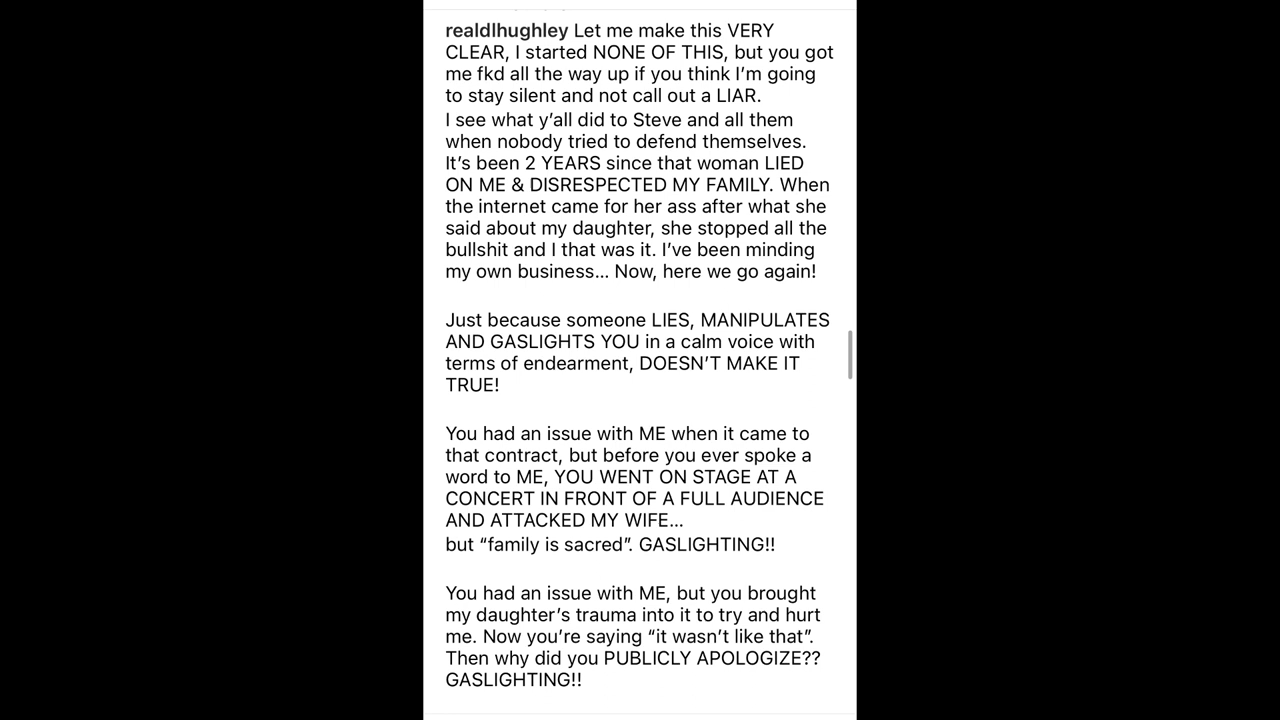 realdlhughley Let me make this VERY
CLEAR, I started NONE OF THIS, but you got
me fkd all the way up if you think I’m going
to stay silent and not call out a LIAR.
I see what y’all did to Steve and all them
when nobody tried to defend themselves.
It’s been 2 YEARS since that woman LIED
ON ME & DISRESPECTED MY FAMILY. When
the internet came for her ass after what she
said about my daughter, she stopped all the
bullshit and I that was it. I’ve been minding
my own business... Now, here we go again!
Just because someone LIES, MANIPULATES
AND GASLIGHTS YOU in a calm voice with
terms of endearment, DOESN’T MAKE IT
TRUE!
You had an issue with ME when it came to
that contract, but before you ever spoke a
word to ME, YOU WENT ON STAGE AT A
CONCERT IN FRONT OF A FULL AUDIENCE
AND ATTACKED MY WIFE...
but “family is sacred”. GASLIGHTING!!
You had an issue with ME, but you brought
my daughter’s trauma into it to try and hurt
me. Now you’re saying “it wasn’t like that”.
Then why did you PUBLICLY APOLOGIZE??
GASLIGHTING!!